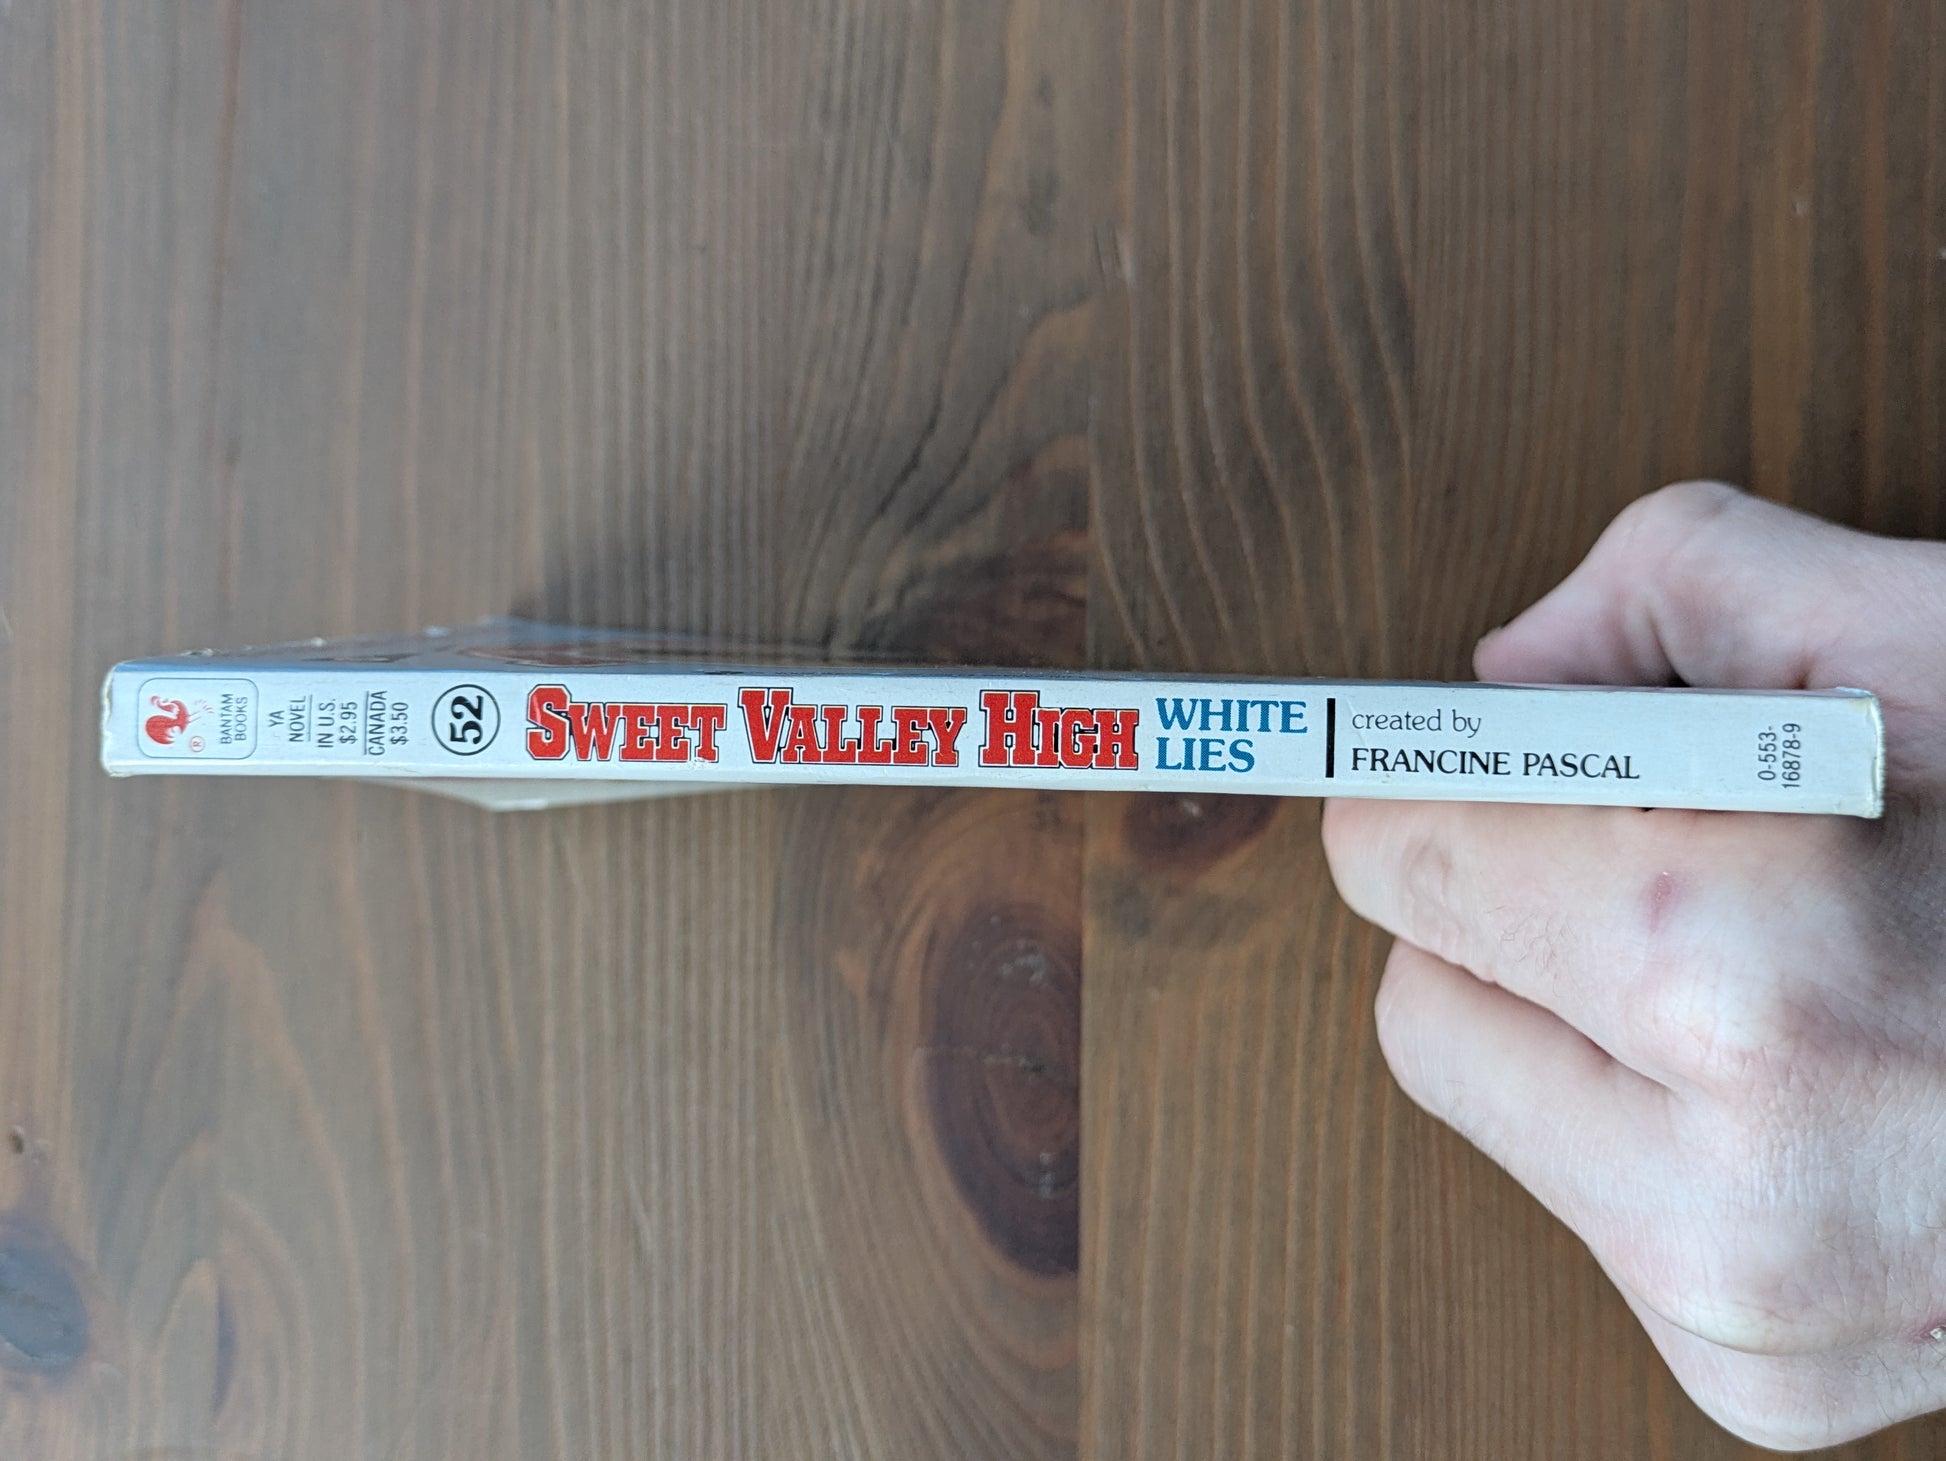 ®
BANTAM
BOOKS
YA
NOVEL
IN U.S.
$2.95
CANADA
$3.50
52
SWEET VALLEY HIGH
WHITE
LIES
created by
FRANCINE PASCAL
0-553-
16878-9